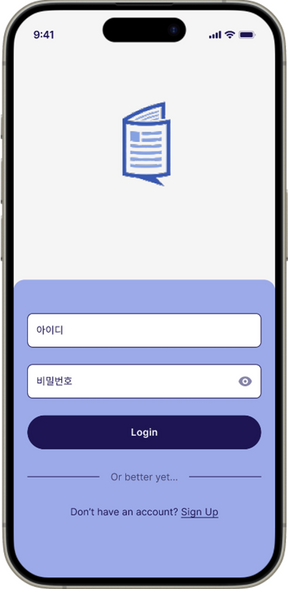 9:41
아이디
비밀번호
Login
Or better yet...
Don't have an account? Sign Up